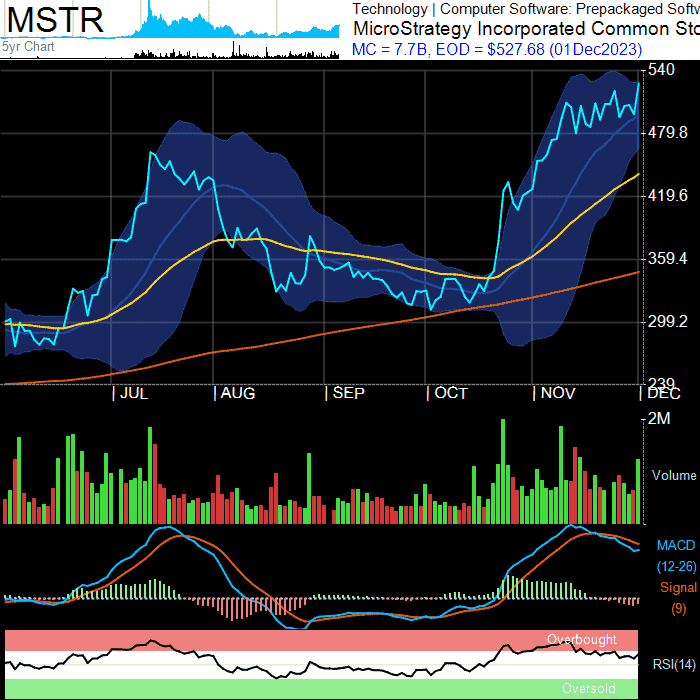 MSTR
5yr Chart
Technology | Computer Software: Prepackaged Softw
MicroStrategy Incorporated Common Sto
MC = 7.7B, EOD = $527.68 (01Dec2023)
540
479.8
419.6
359.4
299.2
239
JUL
AUG
SEP
OCT
NOV
DEC
2M
Volume
MACD
(12-26)
Signal
(9)
Overbought
RSI(14)
Oversold